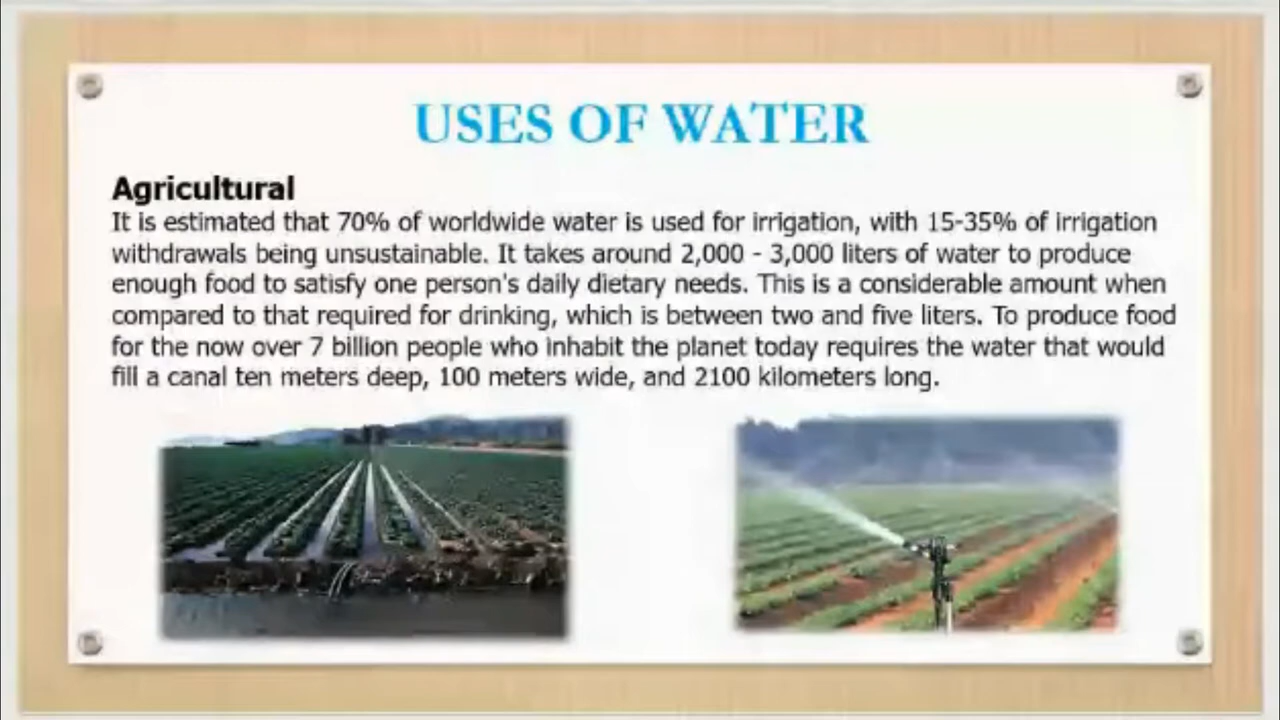 USES OF WATER
Agricultural
It is estimated that 70% of worldwide water is used for irrigation, with 15-35% of irrigation
withdrawals being unsustainable. It takes around 2,000 - 3,000 liters of water to produce
enough food to satisfy one person's daily dietary needs. This is a considerable amount when
compared to that required for drinking, which is between two and five liters. To produce food
for the now over 7 billion people who inhabit the planet today requires the water that would
fill a canal ten meters deep, 100 meters wide, and 2100 kilometers long.